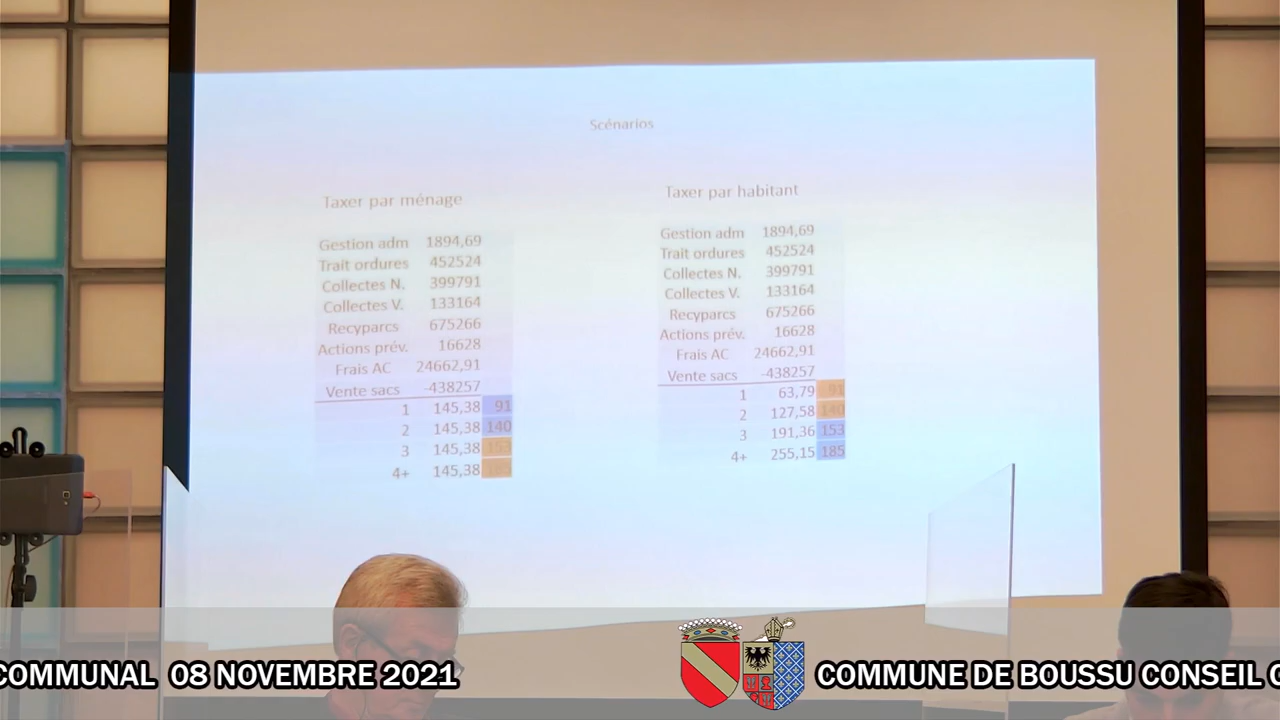 Scénarios
Taxer par ménage
Gestion adm 1894,69
Trait ordures 452524
Collectes N. 399791
Collectes V. 133164
Recyparcs 675266
Actions prév. 16628
Frais AC 24662,91
Vente sacs -438257
1 145,38 91
2 145,38 140
3 145,38 153
4+ 145,38 185
Taxer par habitant
Gestion adm 1894,69
Trait ordures 452524
Collectes N. 399791
Collectes V. 133164
Recyparcs 675266
Actions prév. 16628
Frais AC 24662,91
Vente sacs -438257
1 63,79 91
2 127,58 140
3 191,36 153
4+ 255,15 185
COMMUNAL 08 NOVEMBRE 2021
COMMUNE DE BOUSSU CONSEIL